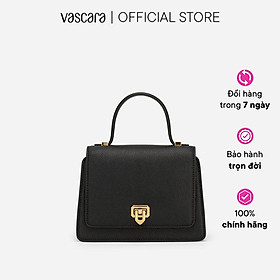 vascara | OFFICIAL STORE
Đổi hàng
trong 7 ngày
Bảo hành
trọn đời
100%
chính hãng